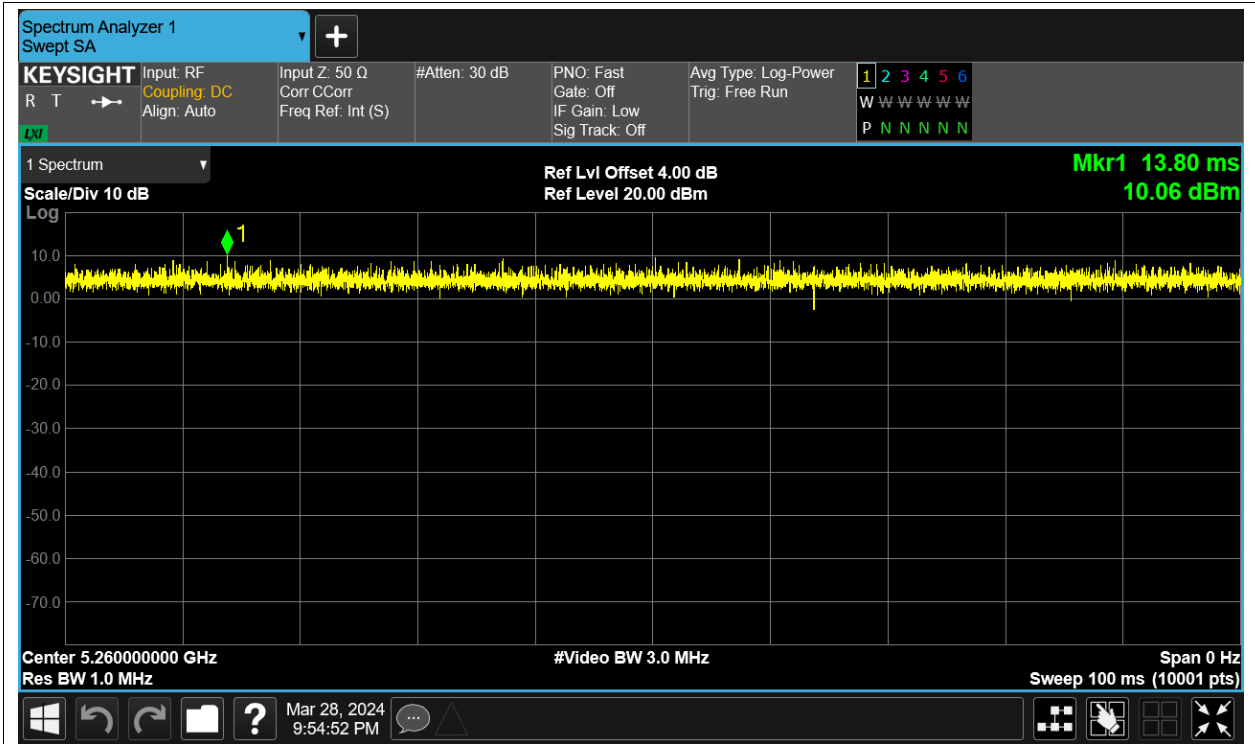 Spectrum Analyzer 1
Swept SA
KEYSIGHT
R T
LXI
Input: RF
Coupling: DC
Align: Auto
Input Z: 50 Ω
Corr CCorr
Freq Ref: Int (S)
#Atten: 30 dB
PNO: Fast
Gate: Off
IF Gain: Low
Sig Track: Off
Avg Type: Log-Power
Trig: Free Run
1 2 3 4 5 6
W W W W W W
P N N N N N
1 Spectrum
Scale/Div 10 dB
Log
Ref Lvl Offset 4.00 dB
Ref Level 20.00 dBm
Mkr1 13.80 ms
10.06 dBm
1
10.0
0.00
-10.0
-20.0
-30.0
-40.0
-50.0
-60.0
-70.0
Center 5.260000000 GHz
Res BW 1.0 MHz
#Video BW 3.0 MHz
Span 0 Hz
Sweep 100 ms (10001 pts)
?
Mar 28, 2024
9:54:52 PM